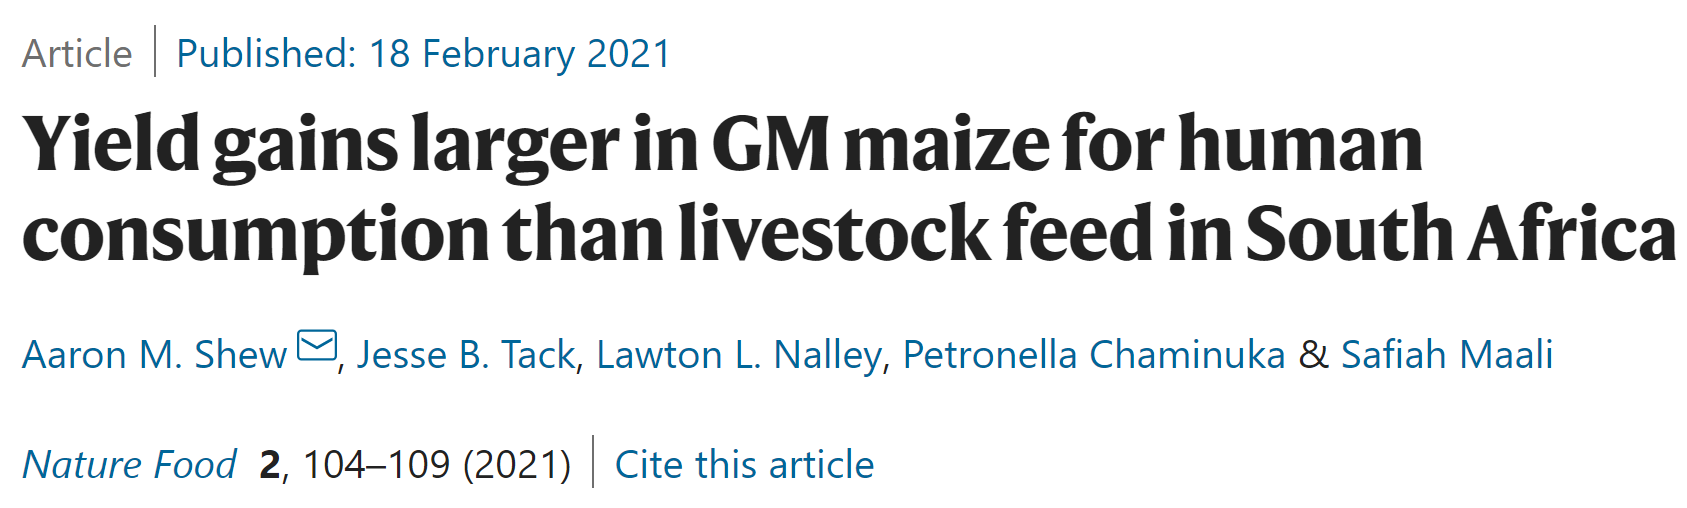 Article | Published: 18 February 2021
Yield gains larger in GM maize for human
consumption than livestock feed in South Africa
Aaron M. Shew, Jesse B. Tack, Lawton L. Nalley, Petronella Chaminuka & Safiah Maali
Nature Food 2, 104–109 (2021) | Cite this article